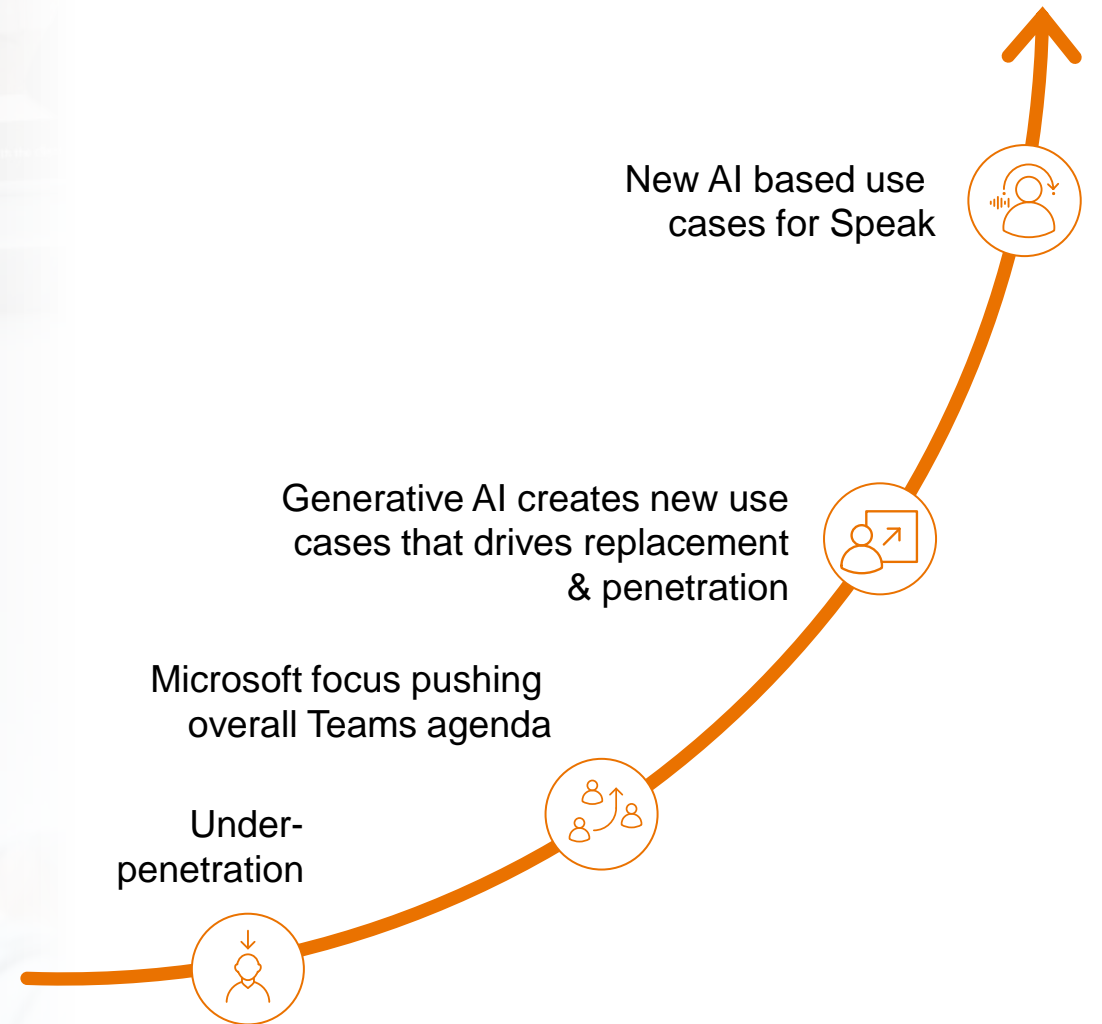 New AI based use
cases for Speak
Generative AI creates new use
cases that drives replacement
& penetration
Microsoft focus pushing
overall Teams agenda
Under-
penetration